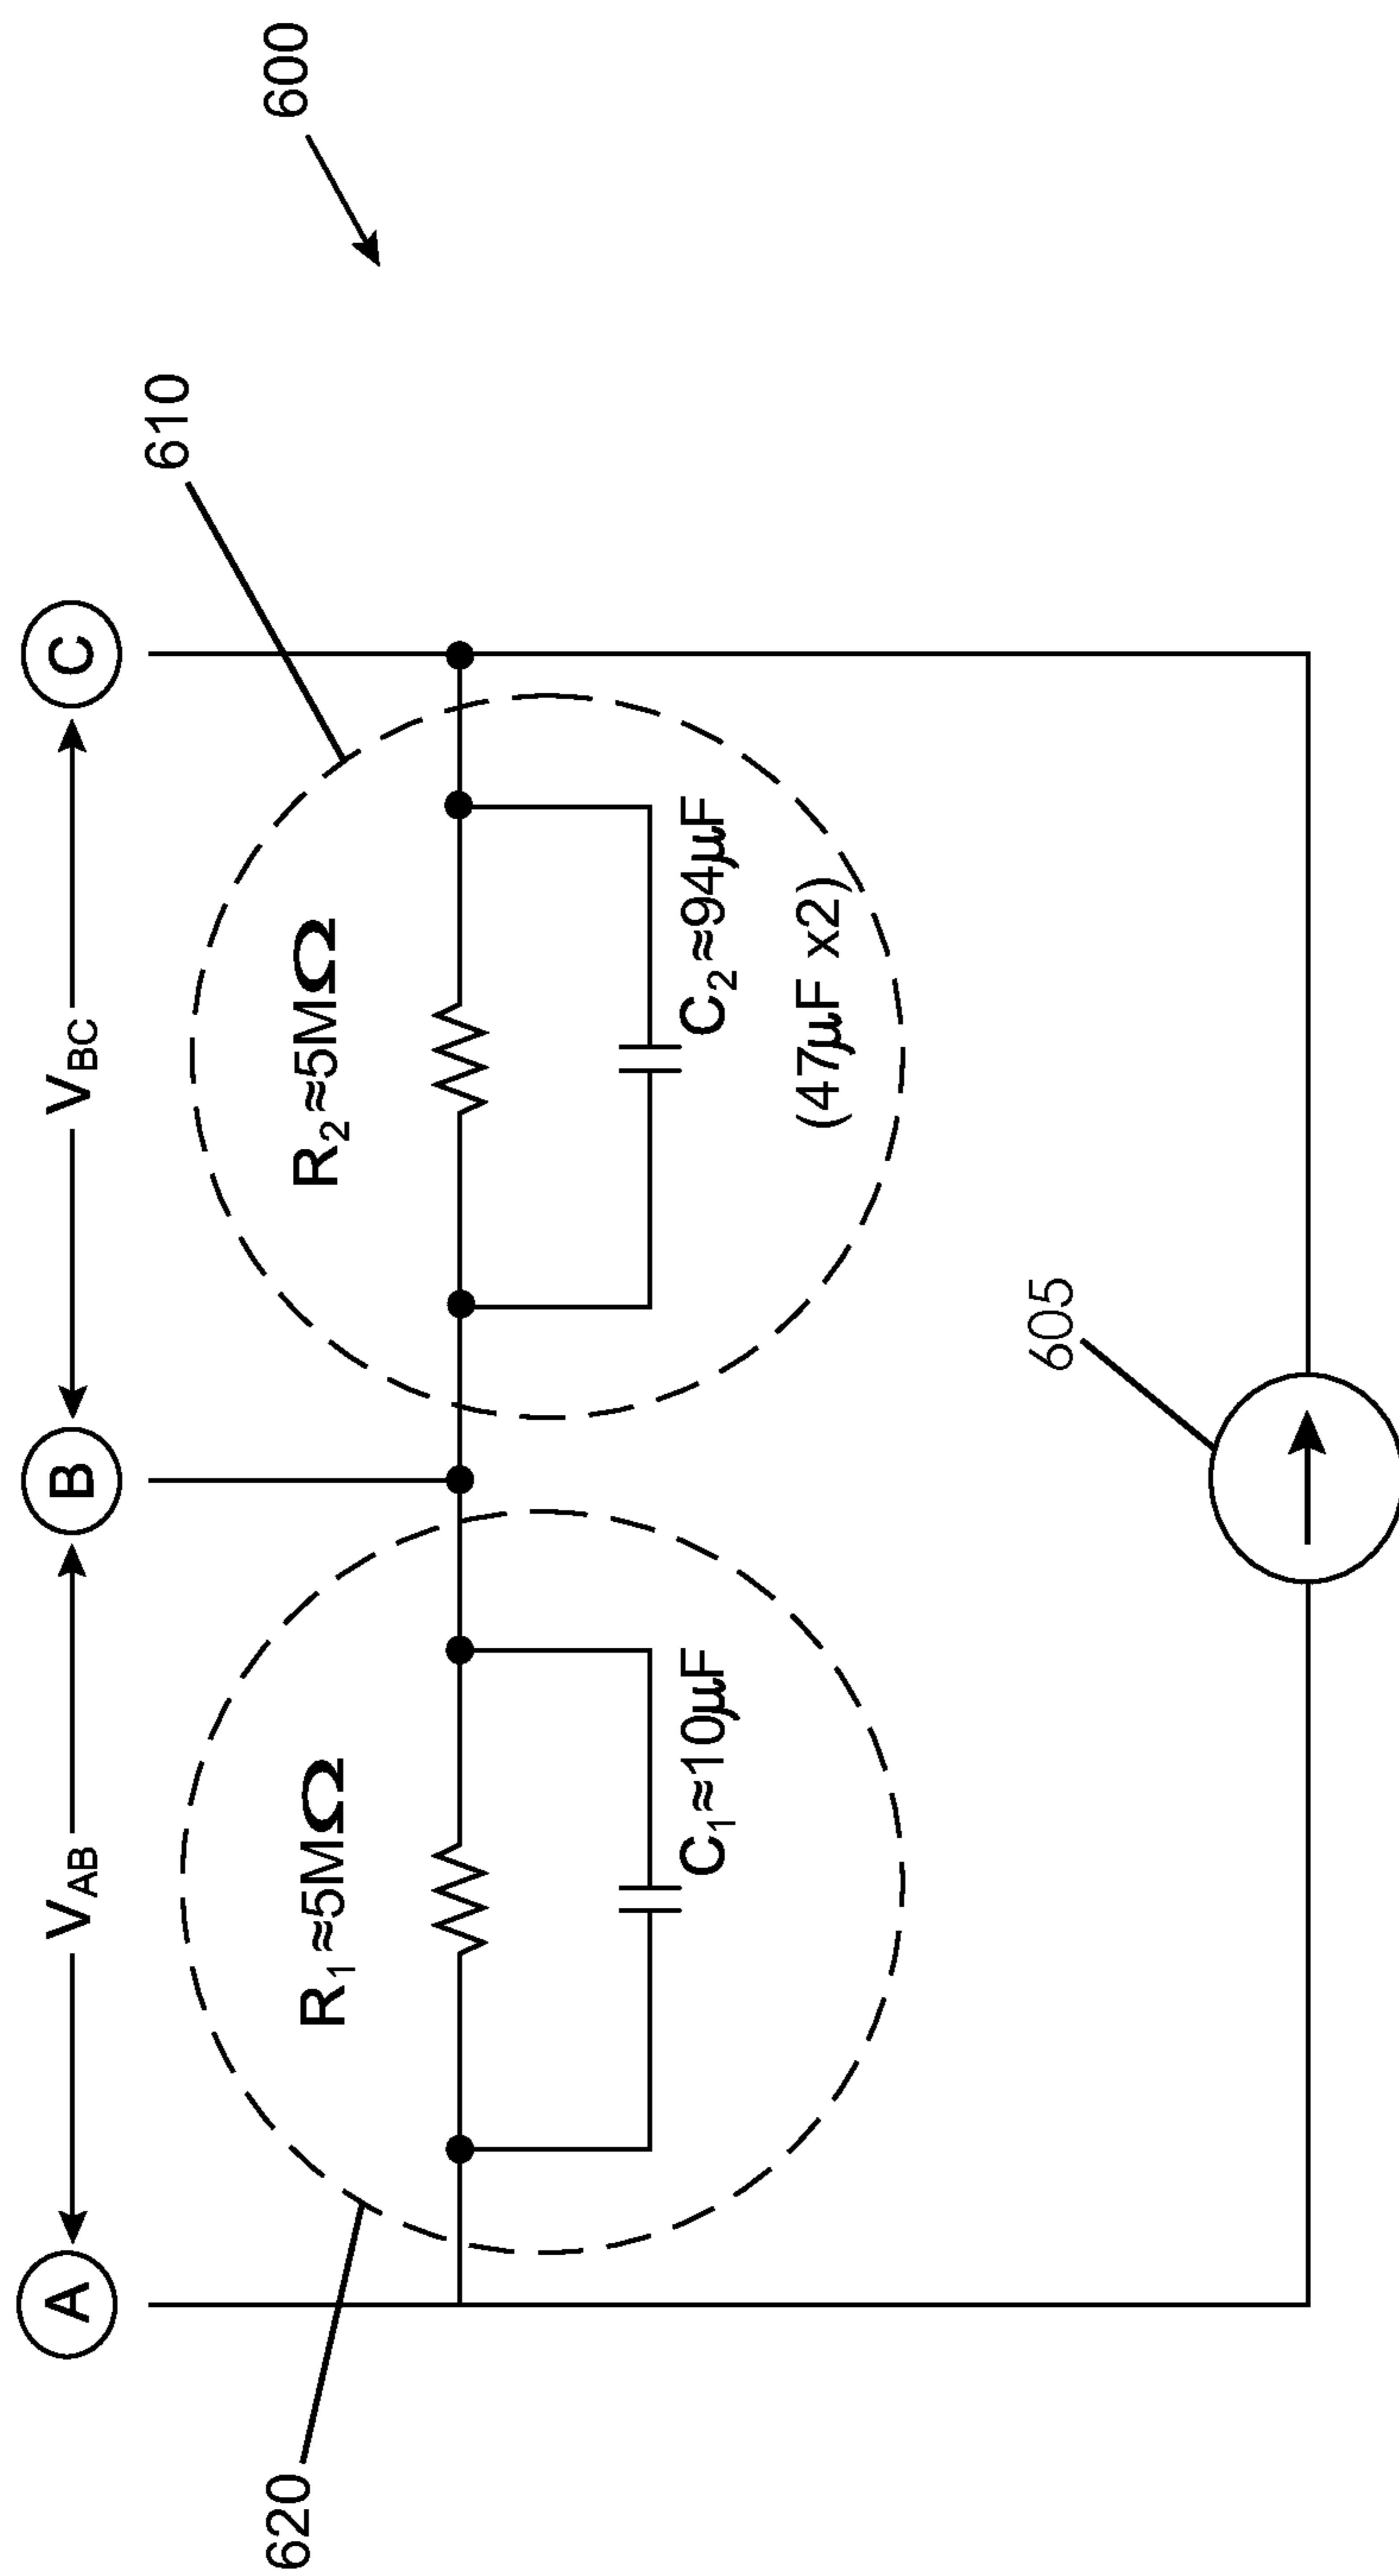 600
610
620
A
V_AB
B
V_BC
C
R₁≈5MΩ
R₂≈5MΩ
C₁≈10µF
C₂≈94µF
(47µF x2)
605